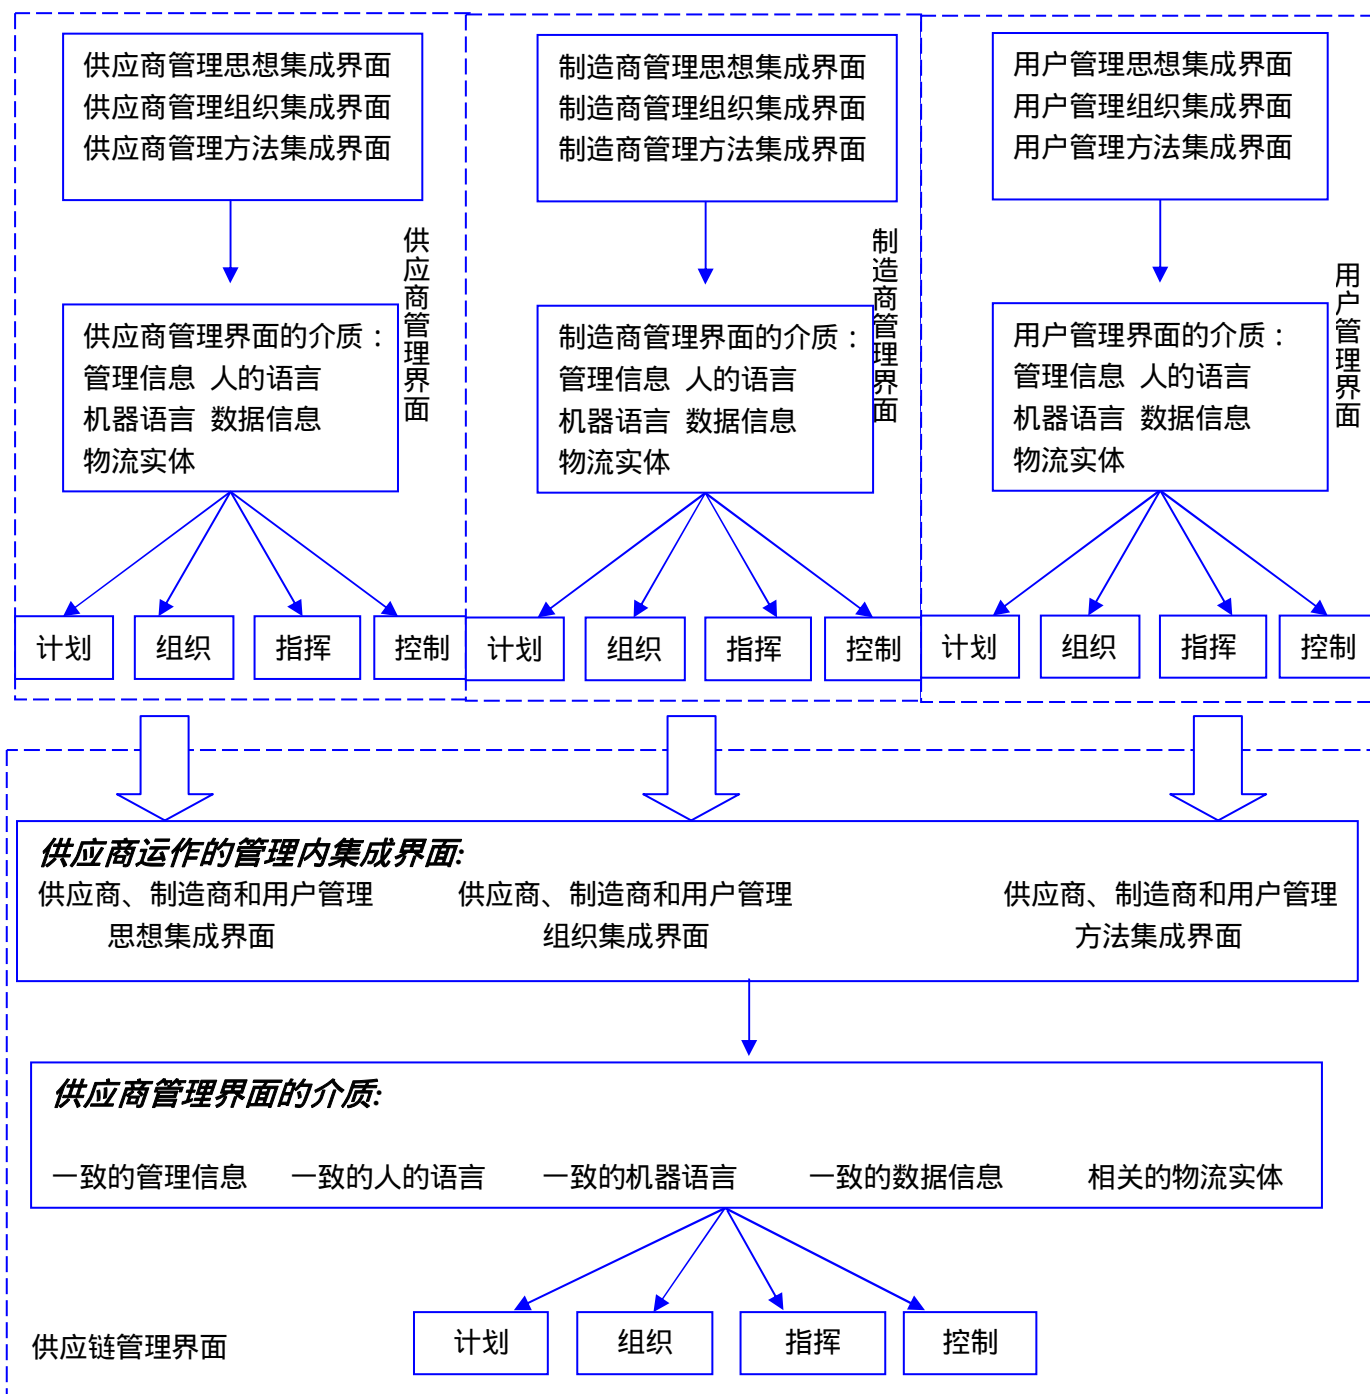 供应商管理思想集成界面
供应商管理组织集成界面
供应商管理方法集成界面
供应商管理界面
供应商管理界面的介质：
管理信息 人的语言
机器语言 数据信息
物流实体
计划
组织
指挥
控制
制造商管理思想集成界面
制造商管理组织集成界面
制造商管理方法集成界面
制造商管理界面
制造商管理界面的介质：
管理信息 人的语言
机器语言 数据信息
物流实体
计划
组织
指挥
控制
用户管理思想集成界面
用户管理组织集成界面
用户管理方法集成界面
用户管理界面
用户管理界面的介质：
管理信息 人的语言
机器语言 数据信息
物流实体
计划
组织
指挥
控制
供应商运作的管理内集成界面:
供应商、制造商和用户管理
思想集成界面
供应商、制造商和用户管理
组织集成界面
供应商、制造商和用户管理
方法集成界面
供应商管理界面的介质:
一致的管理信息 一致的人的语言 一致的机器语言 一致的数据信息 相关的物流实体
计划
组织
指挥
控制
供应链管理界面